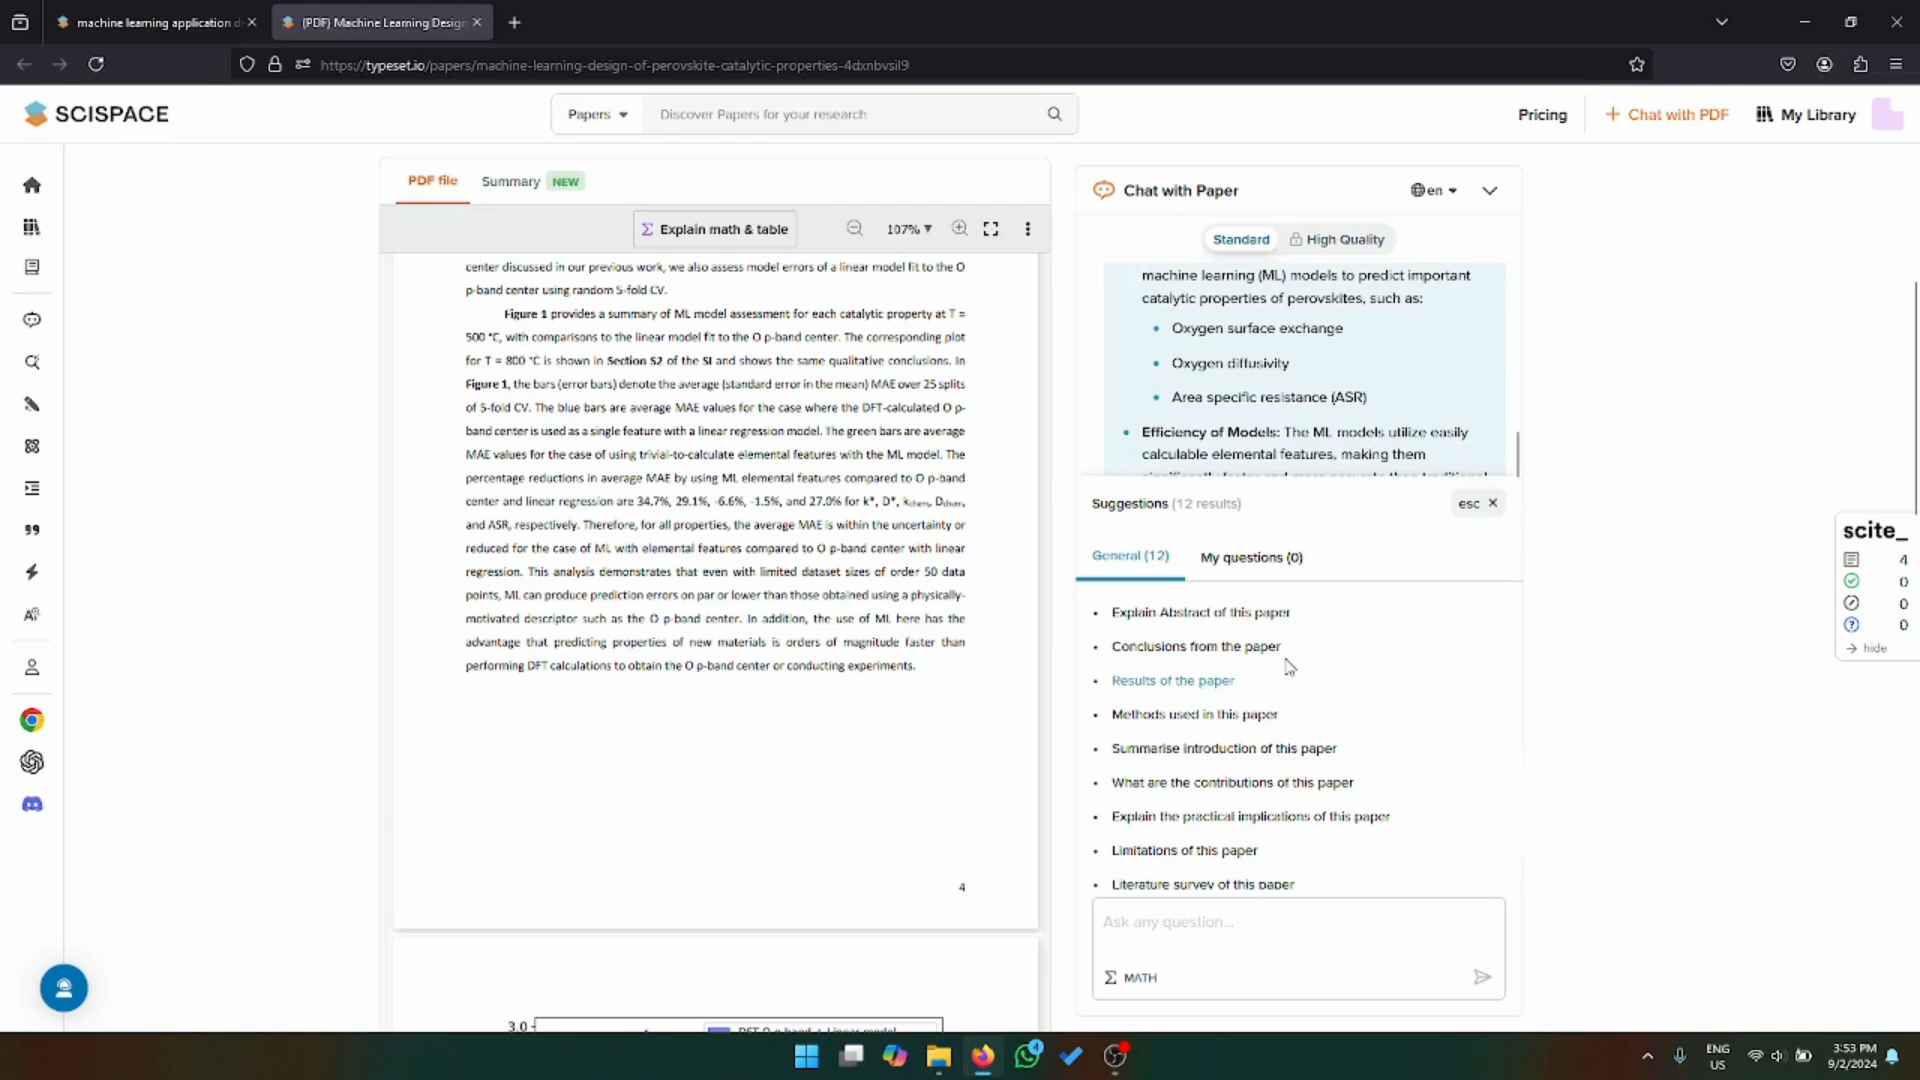 machine learning application d
(PDF) Machine Learning Design
https://typeset.io/papers/machine-learning-design-of-perovskite-catalytic-properties-4dxnbvsil9
SCISPACE
Papers
Discover Papers for your research
Pricing
Chat with PDF
My Library
PDF file
Summary NEW
Explain math & table
107%
center discussed in our previous work, we also assess model errors of a linear model fit to the O
p-band center using random 5-fold CV.
Figure 1 provides a summary of ML model assessment for each catalytic property at T =
500 °C, with comparisons to the linear model fit to the O p-band center. The corresponding plot
for T = 800 °C is shown in Section S2 of the SI and shows the same qualitative conclusions. In
Figure 1, the bars (error bars) denote the average (standard error in the mean) MAE over 25 splits
of 5-fold CV. The blue bars are average MAE values for the case where the DFT-calculated O p-
band center is used as a single feature with a linear regression model. The green bars are average
MAE values for the case of using trivial-to-calculate elemental features with the ML model. The
percentage reductions in average MAE by using ML elemental features compared to O p-band
center and linear regression are 34.7%, 29.1%, -6.6%, -1.5%, and 27.0% for k*, D*, kchem, Dchem,
and ASR, respectively. Therefore, for all properties, the average MAE is within the uncertainty or
reduced for the case of ML with elemental features compared to O p-band center with linear
regression. This analysis demonstrates that even with limited dataset sizes of order 50 data
points, ML can produce prediction errors on par or lower than those obtained using a physically-
motivated descriptor such as the O p-band center. In addition, the use of ML here has the
advantage that predicting properties of new materials is orders of magnitude faster than
performing DFT calculations to obtain the O p-band center or conducting experiments.
4
3.0
Chat with Paper
en
Standard
High Quality
machine learning (ML) models to predict important
catalytic properties of perovskites, such as:
• Oxygen surface exchange
• Oxygen diffusivity
• Area specific resistance (ASR)
• Efficiency of Models: The ML models utilize easily
calculable elemental features, making them
Suggestions (12 results)
esc
General (12)
My questions (0)
• Explain Abstract of this paper
• Conclusions from the paper
• Results of the paper
• Methods used in this paper
• Summarise introduction of this paper
• What are the contributions of this paper
• Explain the practical implications of this paper
• Limitations of this paper
• Literature survey of this paper
Ask any question...
MATH
scite_
4
0
0
0
hide
4
ENG
US
3:53 PM
9/2/2024